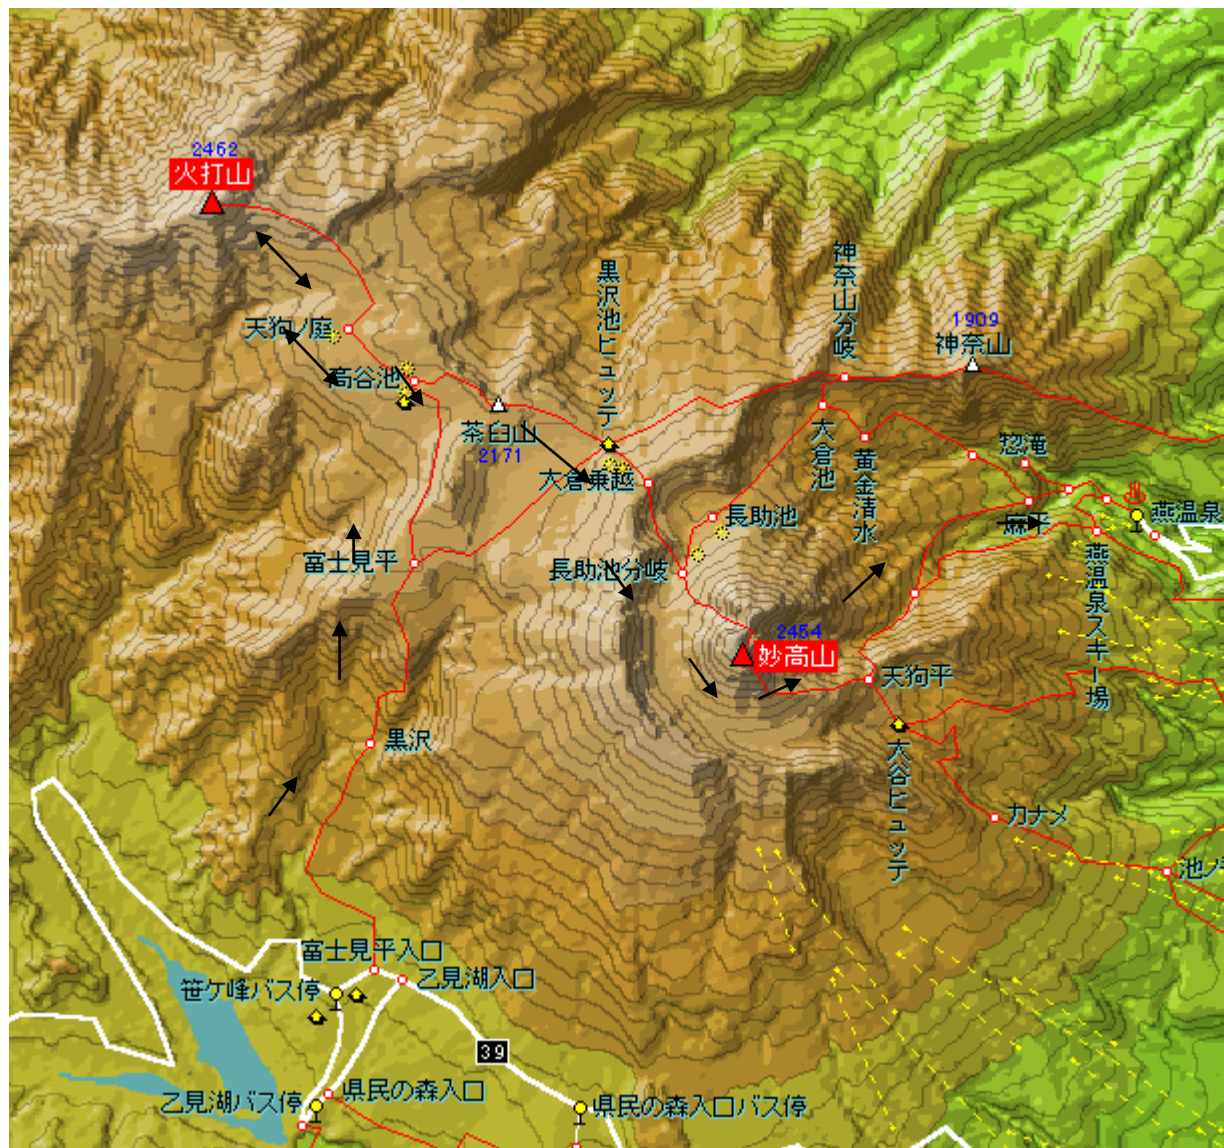 2462
火打山
神奈山分岐
黒沢池ヒュッテ
1909
神奈山
天狗ノ庭
高谷池
茶臼山
2171
大倉乗越
大倉池
黄金清水
惣滝
長助池
麻平
燕温泉
富士見平
長助池分岐
燕温泉スキー場
2454
妙高山
天狗平
黒沢
大谷ヒュッテ
カナメ
池ノ
富士見平入口
笹ケ峰バス停
乙見湖入口
39
乙見湖バス停
県民の森入口
県民の森入口バス停